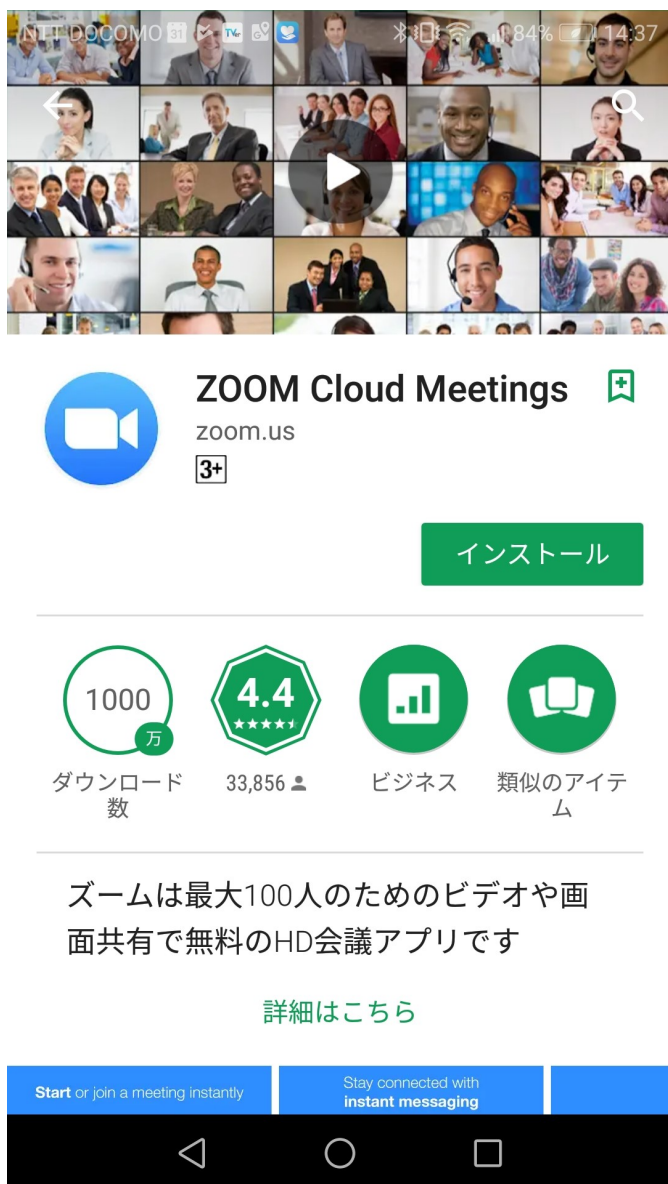 NTT DOCOMO 31 TVer 84% 14:37
ZOOM Cloud Meetings
zoom.us
3+
インストール
1000
万
4.4
ダウンロード
数
33,856
ビジネス
類似のアイテ
ム
ズームは最大100人のためのビデオや画
面共有で無料のHD会議アプリです
詳細はこちら
Start or join a meeting instantly
Stay connected with
instant messaging